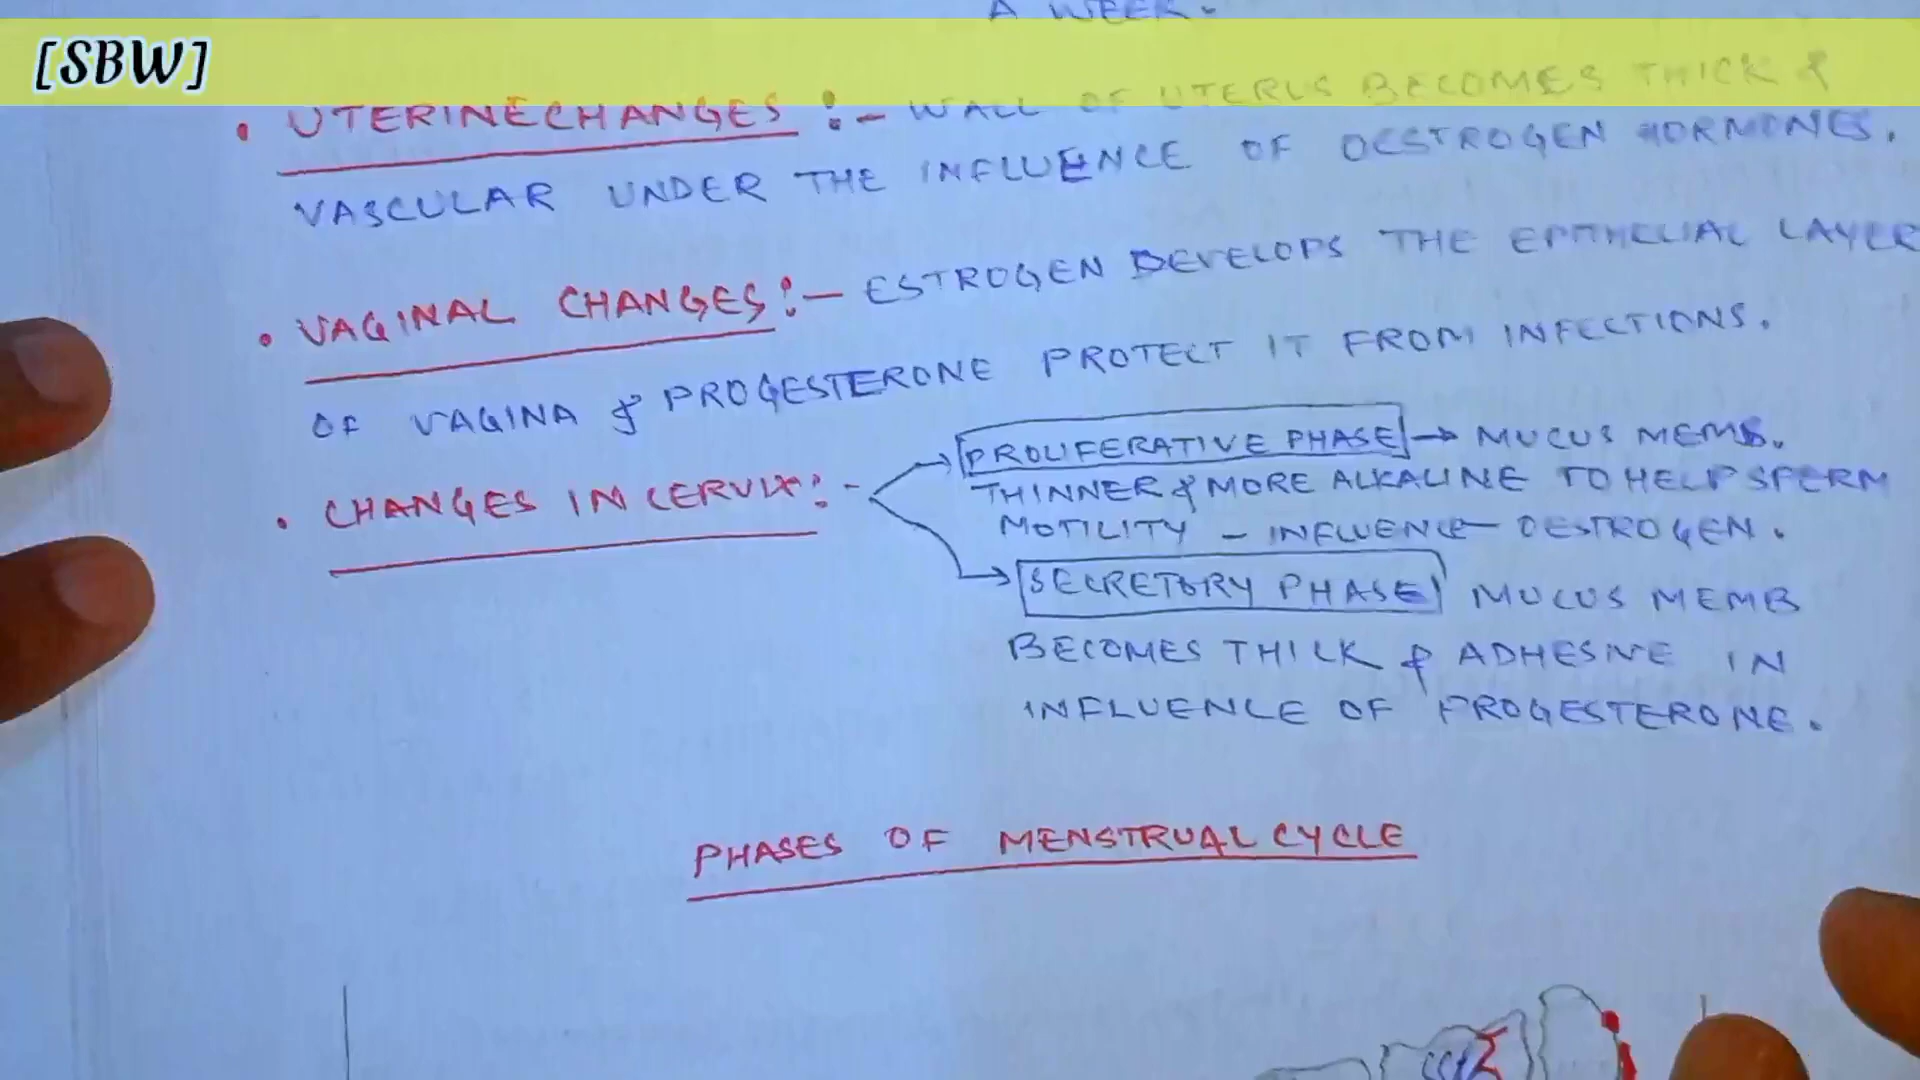 A WEEK.
[SBW]
• UTERINE CHANGES :- WALL OF UTERUS BECOMES THICK &
VASCULAR UNDER THE INFLUENCE OF OESTROGEN HORMONES.
• VAGINAL CHANGES :- ESTROGEN DEVELOPS THE EPITHELIAL LAYER
OF VAGINA & PROGESTERONE PROTECT IT FROM INFECTIONS.
• CHANGES IN CERVIX :-
PROLIFERATIVE PHASE → MUCUS MEMB.
THINNER & MORE ALKALINE TO HELP SPERM
MOTILITY - INFLUENCE OESTROGEN.
SECRETORY PHASE MUCUS MEMB
BECOMES THICK & ADHESIVE IN
INFLUENCE OF PROGESTERONE.
PHASES OF MENSTRUAL CYCLE